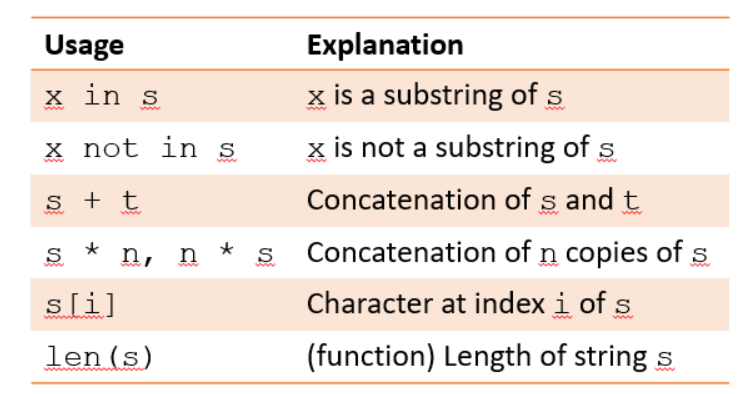 Usage Explanation
x in s x is a substring of s
x not in s x is not a substring of s
s + t Concatenation of s and t
s * n, n * s Concatenation of n copies of s
s[i] Character at index i of s
len(s) (function) Length of string s